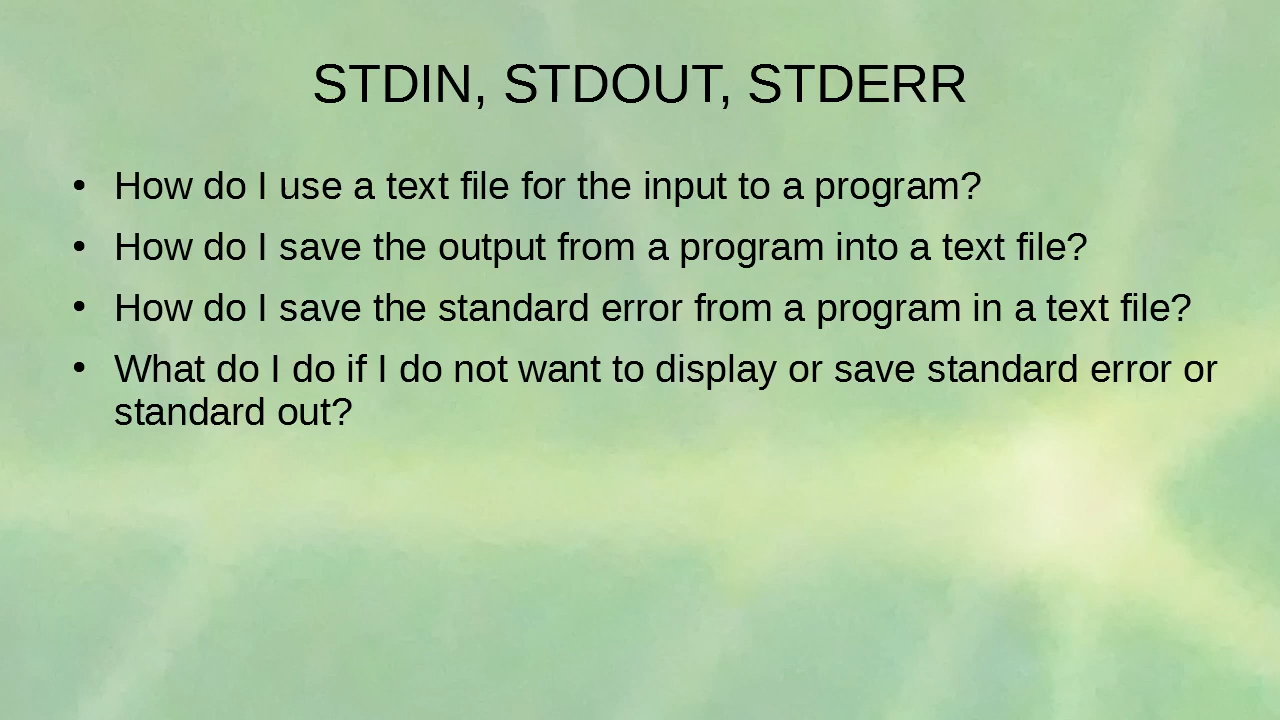 STDIN, STDOUT, STDERR
• How do I use a text file for the input to a program?
• How do I save the output from a program into a text file?
• How do I save the standard error from a program in a text file?
• What do I do if I do not want to display or save standard error or
standard out?